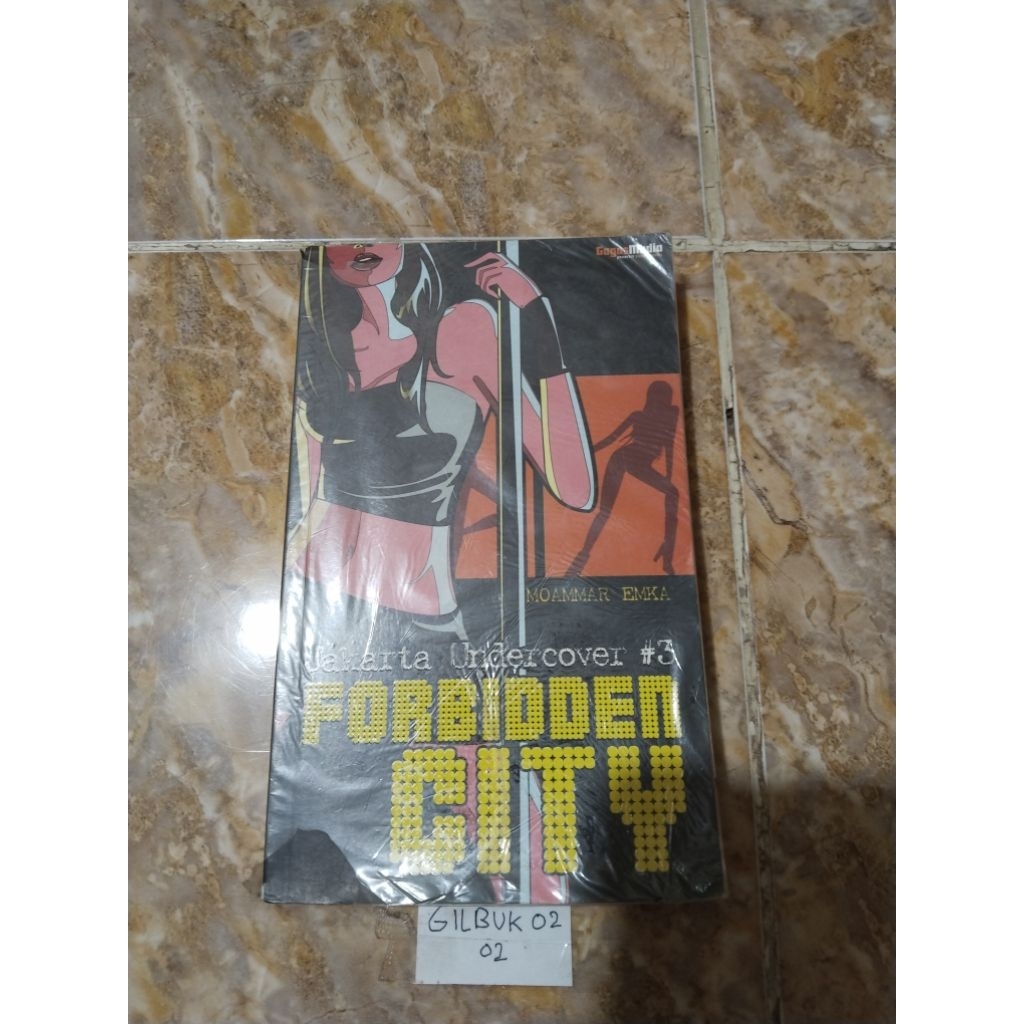 GagasMedia
MOAMMAR EMKA
Jakarta Undercover #3
FORBIDDEN
CITY
GILBUK 02
02